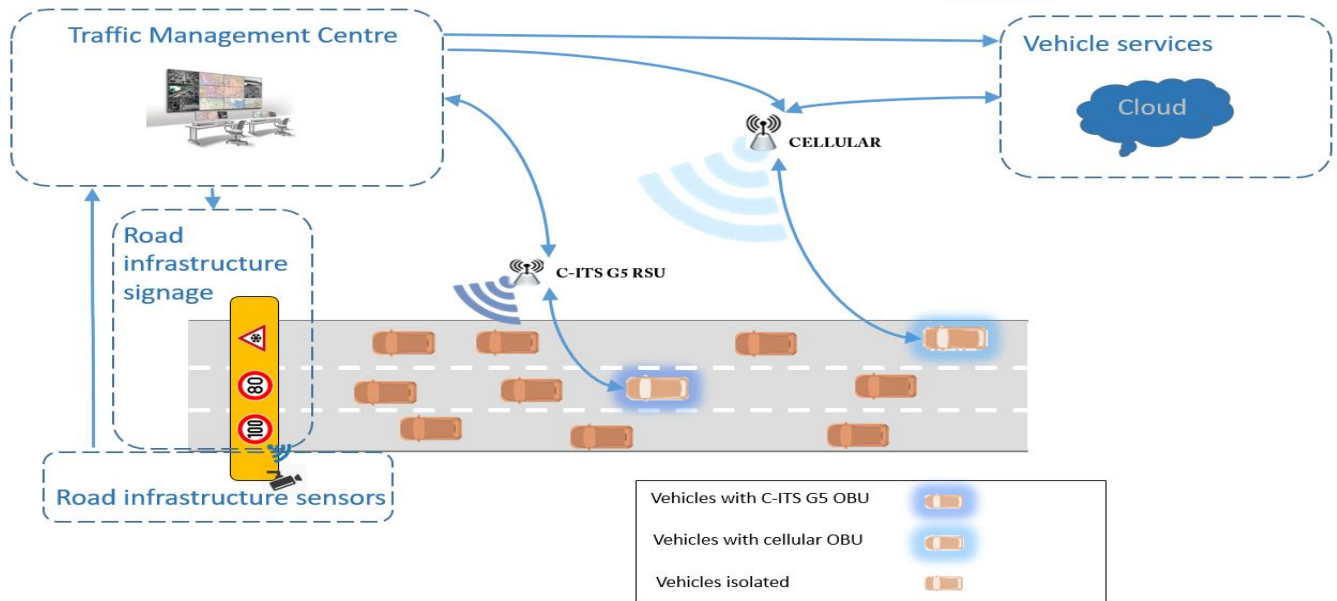 Traffic Management Centre
Vehicle services
Cloud
CELLULAR
Road
infrastructure
signage
C-ITS G5 RSU
80
100
Road infrastructure sensors
Vehicles with C-ITS G5 OBU
Vehicles with cellular OBU
Vehicles isolated